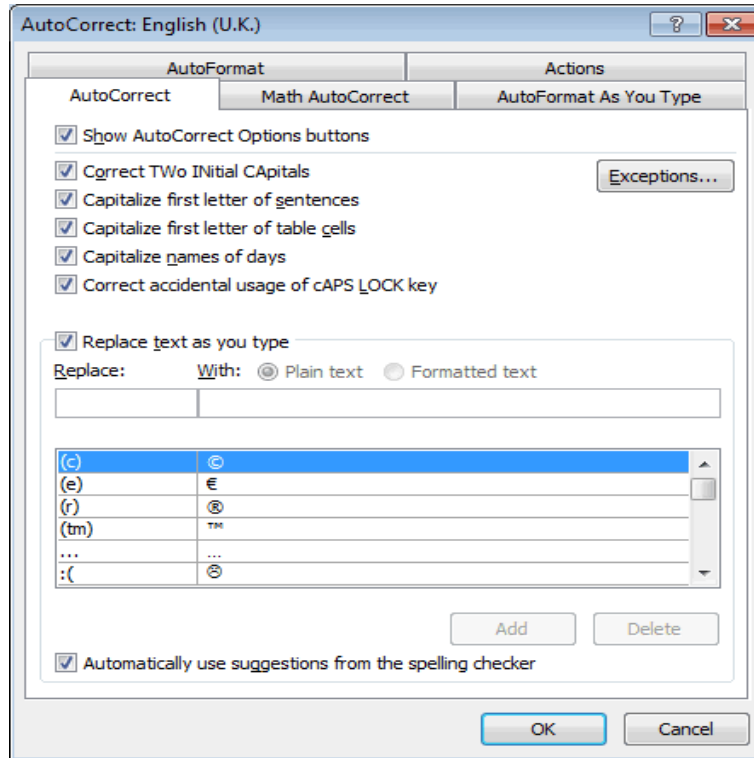 AutoCorrect: English (U.K.)
AutoFormat Actions
AutoCorrect Math AutoCorrect AutoFormat As You Type
Show AutoCorrect Options buttons
Correct TWo INitial CApitals Exceptions...
Capitalize first letter of sentences
Capitalize first letter of table cells
Capitalize names of days
Correct accidental usage of cAPS LOCK key
Replace text as you type
Replace: With: Plain text Formatted text
(c) ©
(e) €
(r) ®
(tm) ™
... ...
:( ☹
Add Delete
Automatically use suggestions from the spelling checker
OK Cancel